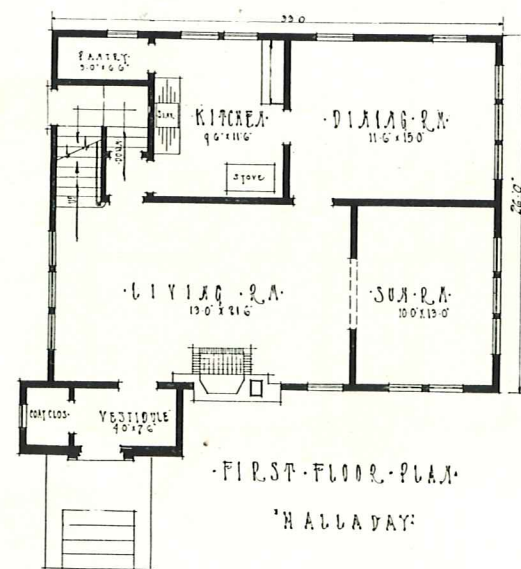 33.0
PANTRY
5'.0"x6'.6"
SINK
KITCHEN
9'.6"x11'.6"
DINING·RM·
11'-6"x15'.0"
UP
DOWN
STOVE
·LIVING·RM·
13'-0"x21'6"
·SUN·RM·
10'.0"x13'-0"
COAT CLOS·
VESTIBULE
4'.0"x7'6"
·FIRST·FLOOR·PLAN·
"HALLADAY"